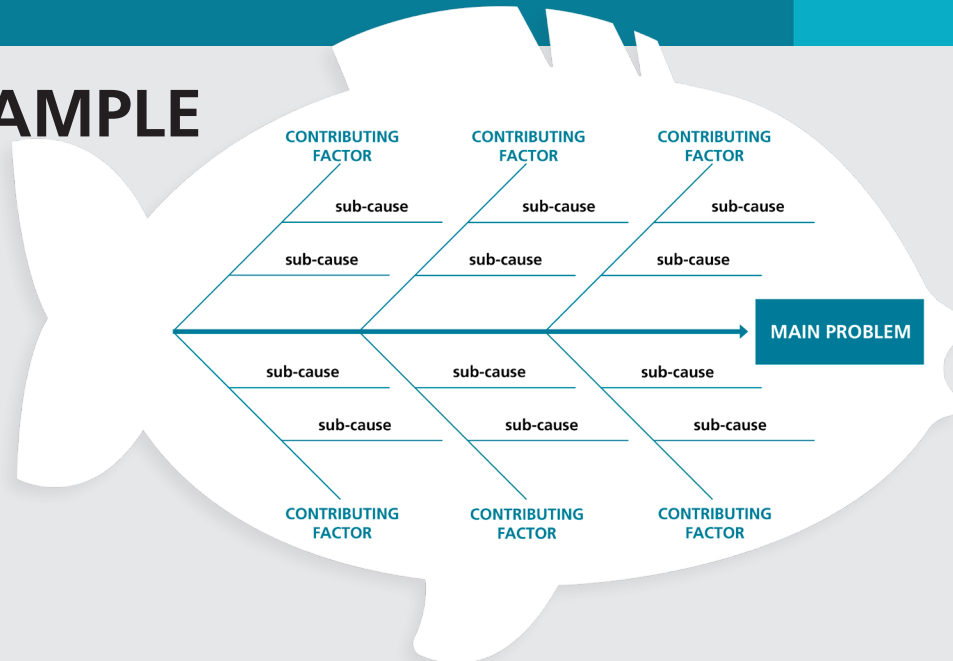 AMPLE
CONTRIBUTING
FACTOR
CONTRIBUTING
FACTOR
CONTRIBUTING
FACTOR
sub-cause
sub-cause
sub-cause
sub-cause
sub-cause
sub-cause
MAIN PROBLEM
sub-cause
sub-cause
sub-cause
sub-cause
sub-cause
sub-cause
CONTRIBUTING
FACTOR
CONTRIBUTING
FACTOR
CONTRIBUTING
FACTOR